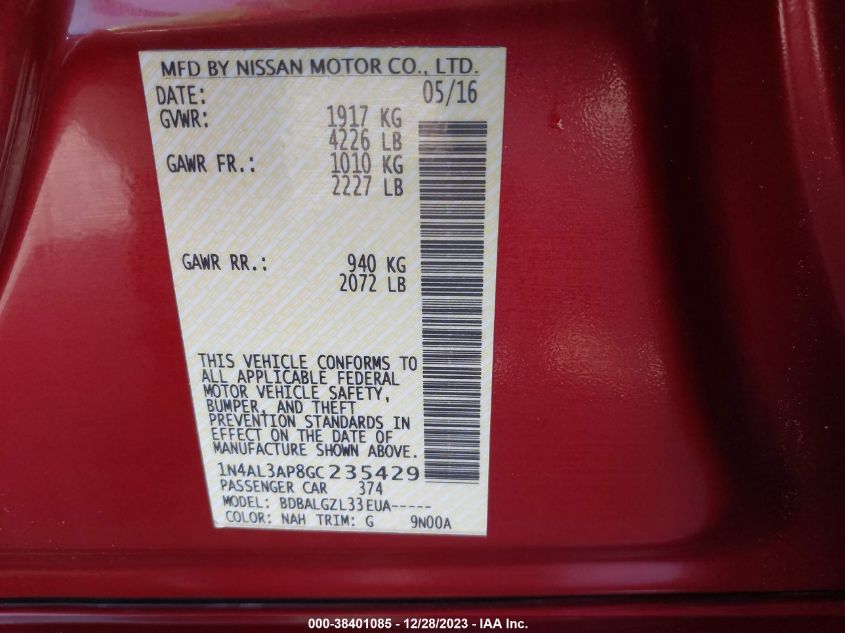 MFD BY NISSAN MOTOR CO., LTD.
DATE: 05/16
GVWR: 1917 KG
4226 LB
GAWR FR.: 1010 KG
2227 LB
GAWR RR.: 940 KG
2072 LB
THIS VEHICLE CONFORMS TO
ALL APPLICABLE FEDERAL
MOTOR VEHICLE SAFETY,
BUMPER, AND THEFT
PREVENTION STANDARDS IN
EFFECT ON THE DATE OF
MANUFACTURE SHOWN ABOVE.
1N4AL3AP8GC235429
PASSENGER CAR 374
MODEL: BDBALGZL33EUA-----
COLOR: NAH TRIM: G 9N00A
000-38401085 - 12/28/2023 - IAA Inc.